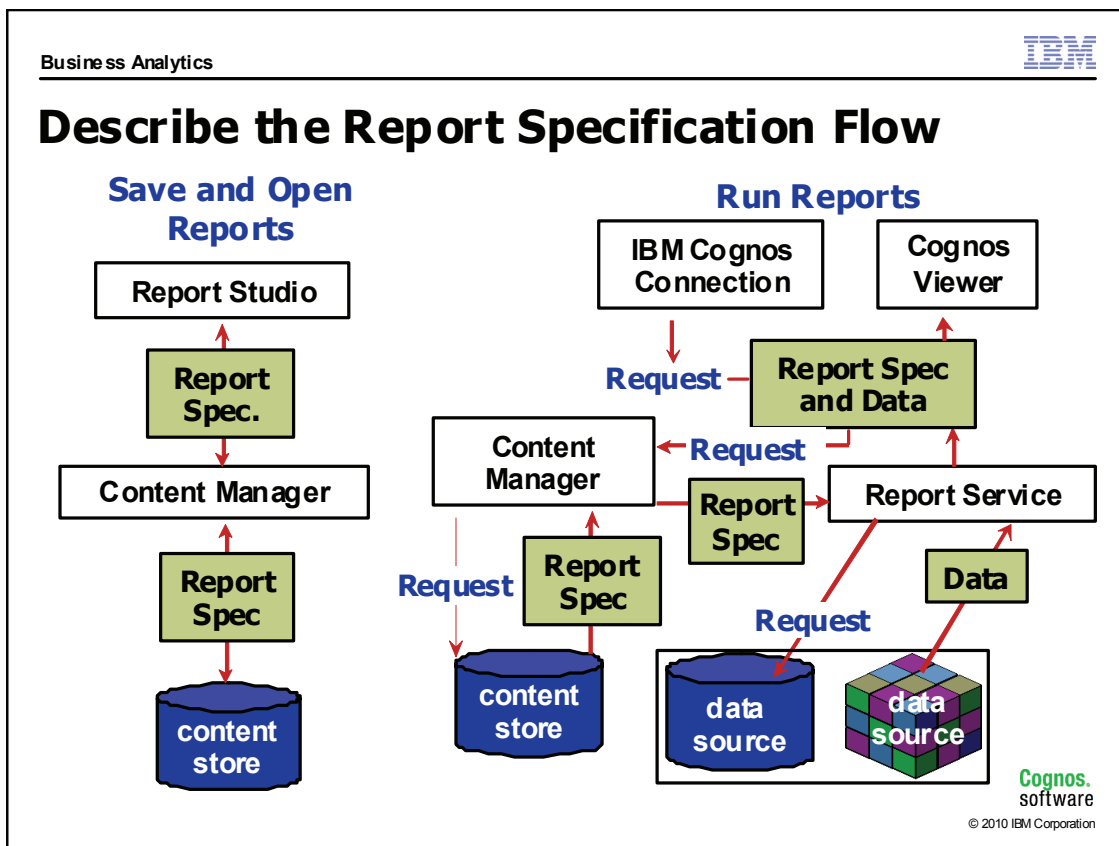 Business Analytics
IBM
Describe the Report Specification Flow
Save and Open
Reports
Report Studio
Report
Spec.
Content Manager
Report
Spec
content
store
Run Reports
IBM Cognos
Connection
Cognos
Viewer
Request
Report Spec
and Data
Request
Content
Manager
Report
Spec
Report Service
Request
Report
Spec
Data
Request
content
store
data
source
data
source
Cognos.
software
© 2010 IBM Corporation